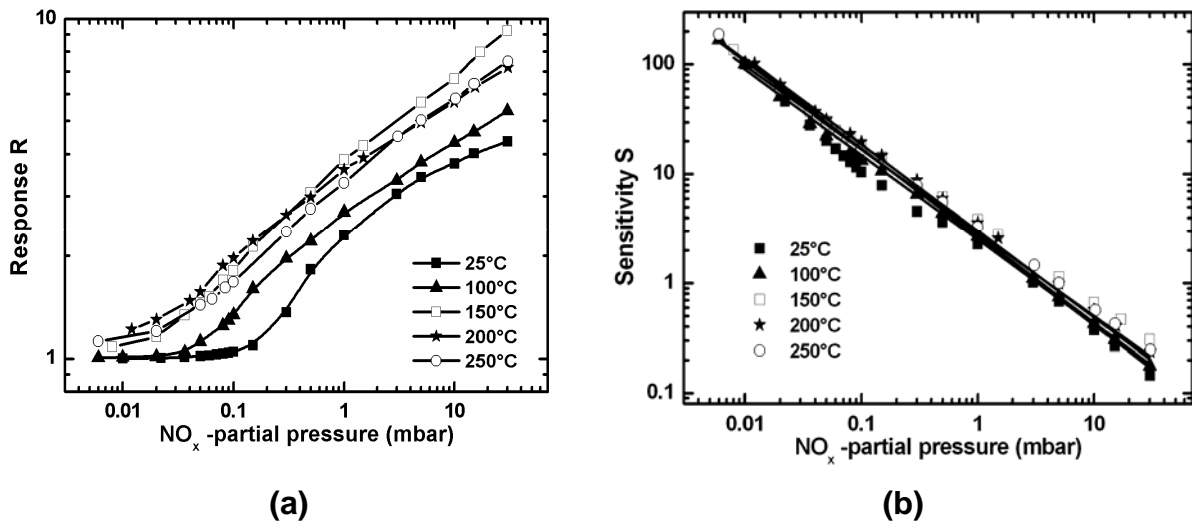 10
1
Response R
25°C
100°C
150°C
200°C
250°C
0.01 0.1 1 10
NOx -partial pressure (mbar)
(a)
100
10
1
0.1
Sensitivity S
25°C
100°C
150°C
200°C
250°C
0.01 0.1 1 10
NOx -partial pressure (mbar)
(b)